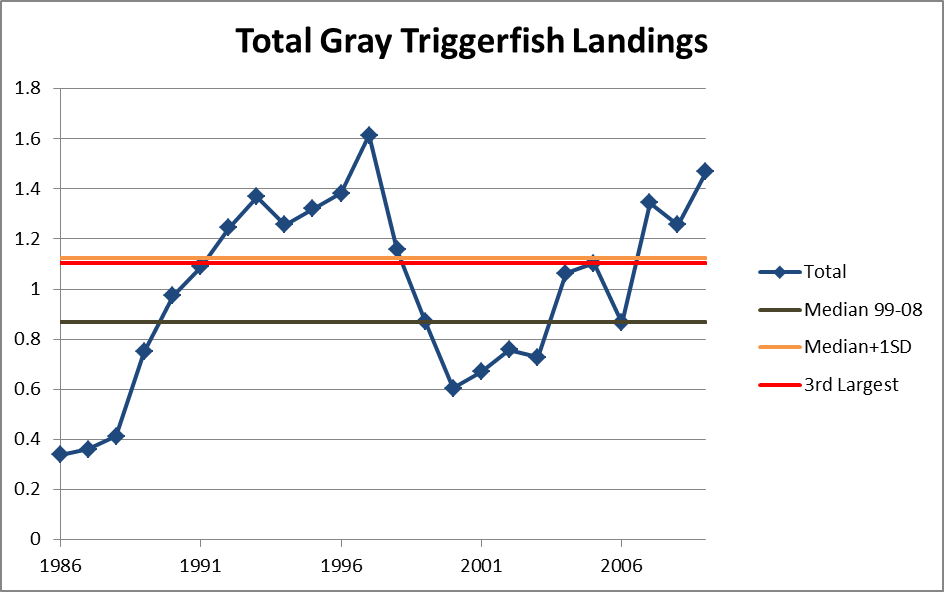 Total Gray Triggerfish Landings
1.8
1.6
1.4
1.2
1
0.8
0.6
0.4
0.2
0
1986 1991 1996 2001 2006
Total
Median 99-08
Median+1SD
3rd Largest